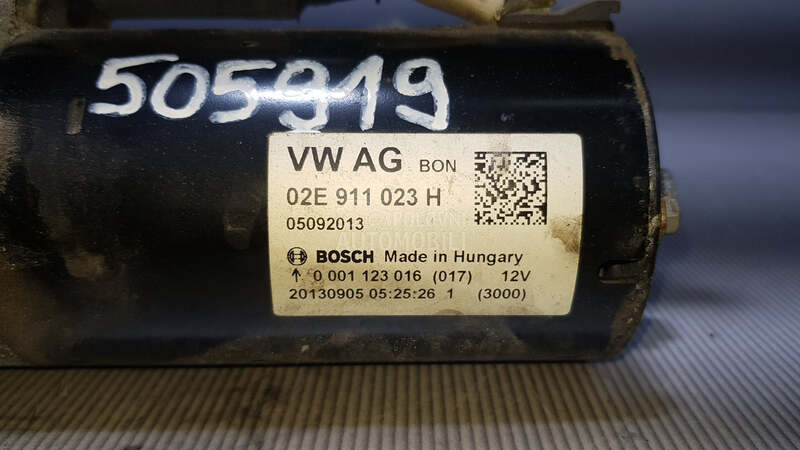 505919
VW AG BON
02E 911 023 H
05092013
BOSCH Made in Hungary
↑ 0 001 123 016 (017) 12V
20130905 05:25:26 1 (3000)